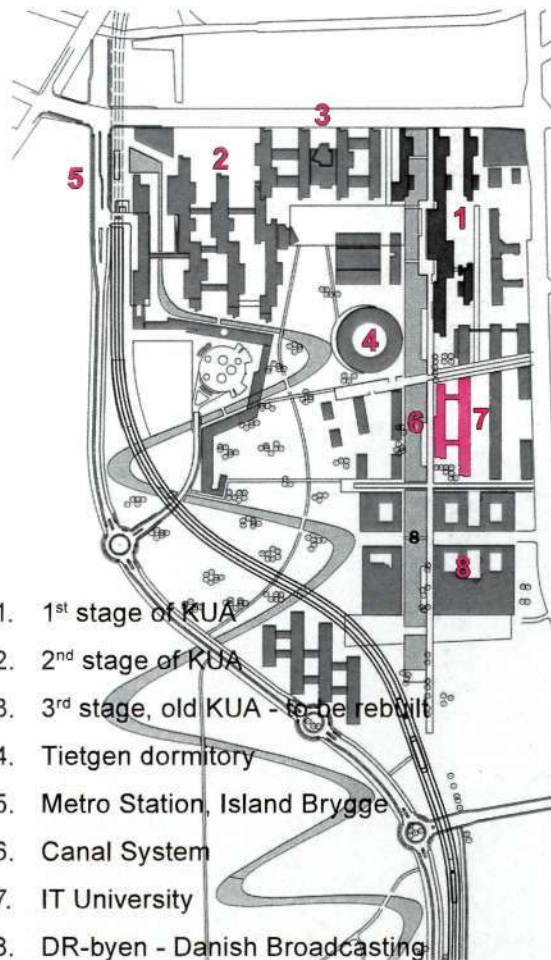 3
2
5
1
4
6
7
8
8
1. 1st stage of KUA
2. 2nd stage of KUA
3. 3rd stage, old KUA - to be rebuilt
4. Tietgen dormitory
5. Metro Station, Island Brygge
6. Canal System
7. IT University
8. DR-byen - Danish Broadcasting